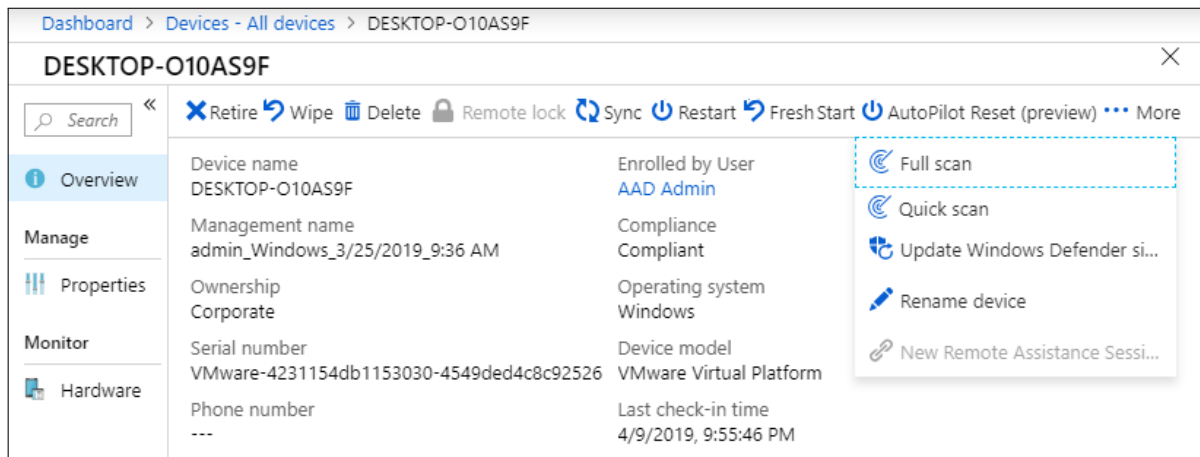 Dashboard > Devices - All devices > DESKTOP-O10AS9F
DESKTOP-O10AS9F
Search
«
Retire Wipe Delete Remote lock Sync Restart Fresh Start AutoPilot Reset (preview) ••• More
Overview
Manage
Properties
Monitor
Hardware
Device name
DESKTOP-O10AS9F
Management name
admin_Windows_3/25/2019_9:36 AM
Ownership
Corporate
Serial number
VMware-4231154db1153030-4549ded4c8c92526
Phone number
---
Enrolled by User
AAD Admin
Compliance
Compliant
Operating system
Windows
Device model
VMware Virtual Platform
Last check-in time
4/9/2019, 9:55:46 PM
Full scan
Quick scan
Update Windows Defender si...
Rename device
New Remote Assistance Sessi...